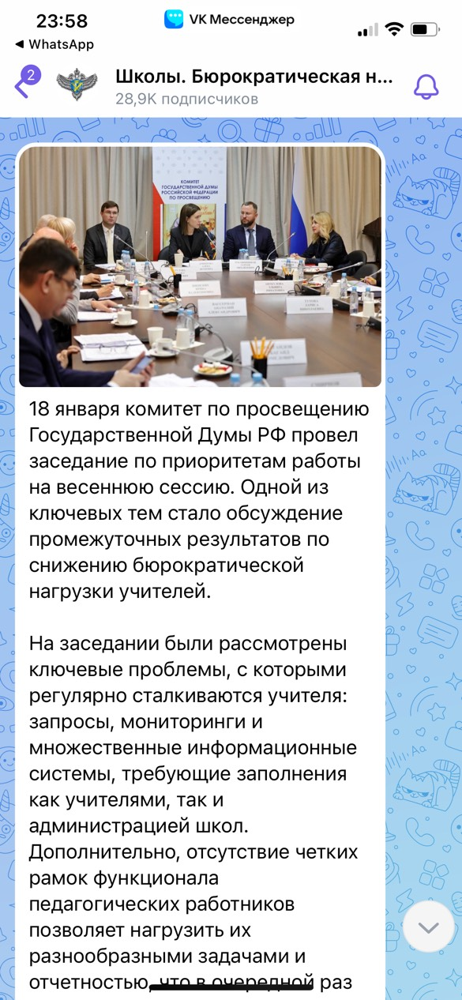 23:58
VK Мессенджер
◀ WhatsApp
2
Школы. Бюрократическая н...
28,9K подписчиков
КОМИТЕТ
ГОСУДАРСТВЕННОЙ ДУМЫ
РОССИЙСКОЙ ФЕДЕРАЦИИ
ПО ПРОСВЕЩЕНИЮ
18 января комитет по просвещению
Государственной Думы РФ провел
заседание по приоритетам работы
на весеннюю сессию. Одной из
ключевых тем стало обсуждение
промежуточных результатов по
снижению бюрократической
нагрузки учителей.
На заседании были рассмотрены
ключевые проблемы, с которыми
регулярно сталкиваются учителя:
запросы, мониторинги и
множественные информационные
системы, требующие заполнения
как учителями, так и
администрацией школ.
Дополнительно, отсутствие четких
рамок функционала
педагогических работников
позволяет нагрузить их
разнообразными задачами и
отчетностью, что в очередной раз